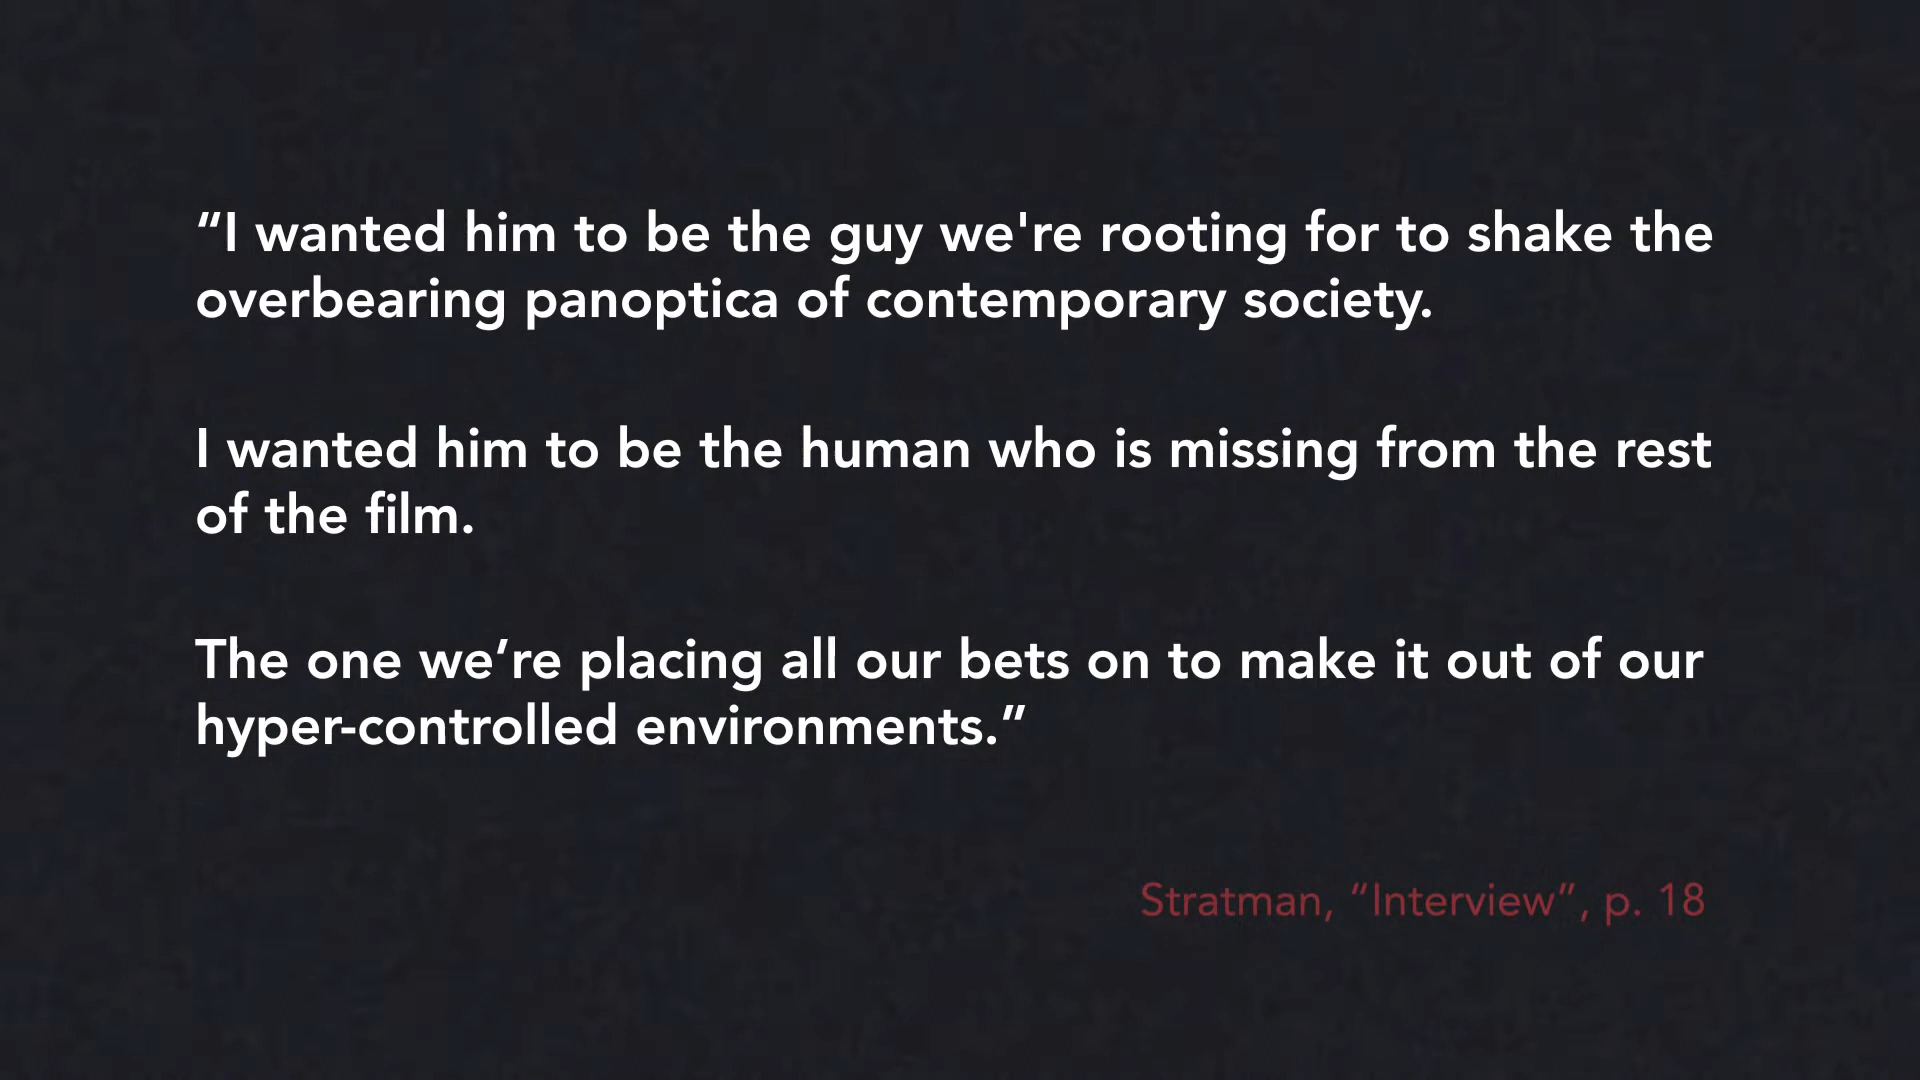 “I wanted him to be the guy we're rooting for to shake the
overbearing panoptica of contemporary society.
I wanted him to be the human who is missing from the rest
of the film.
The one we’re placing all our bets on to make it out of our
hyper-controlled environments.”
Stratman, “Interview”, p. 18